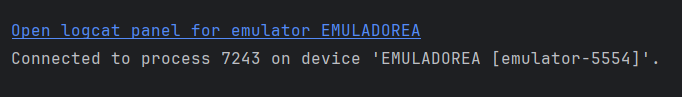 Open logcat panel for emulator EMULADOREA
Connected to process 7243 on device 'EMULADOREA [emulator-5554]'.